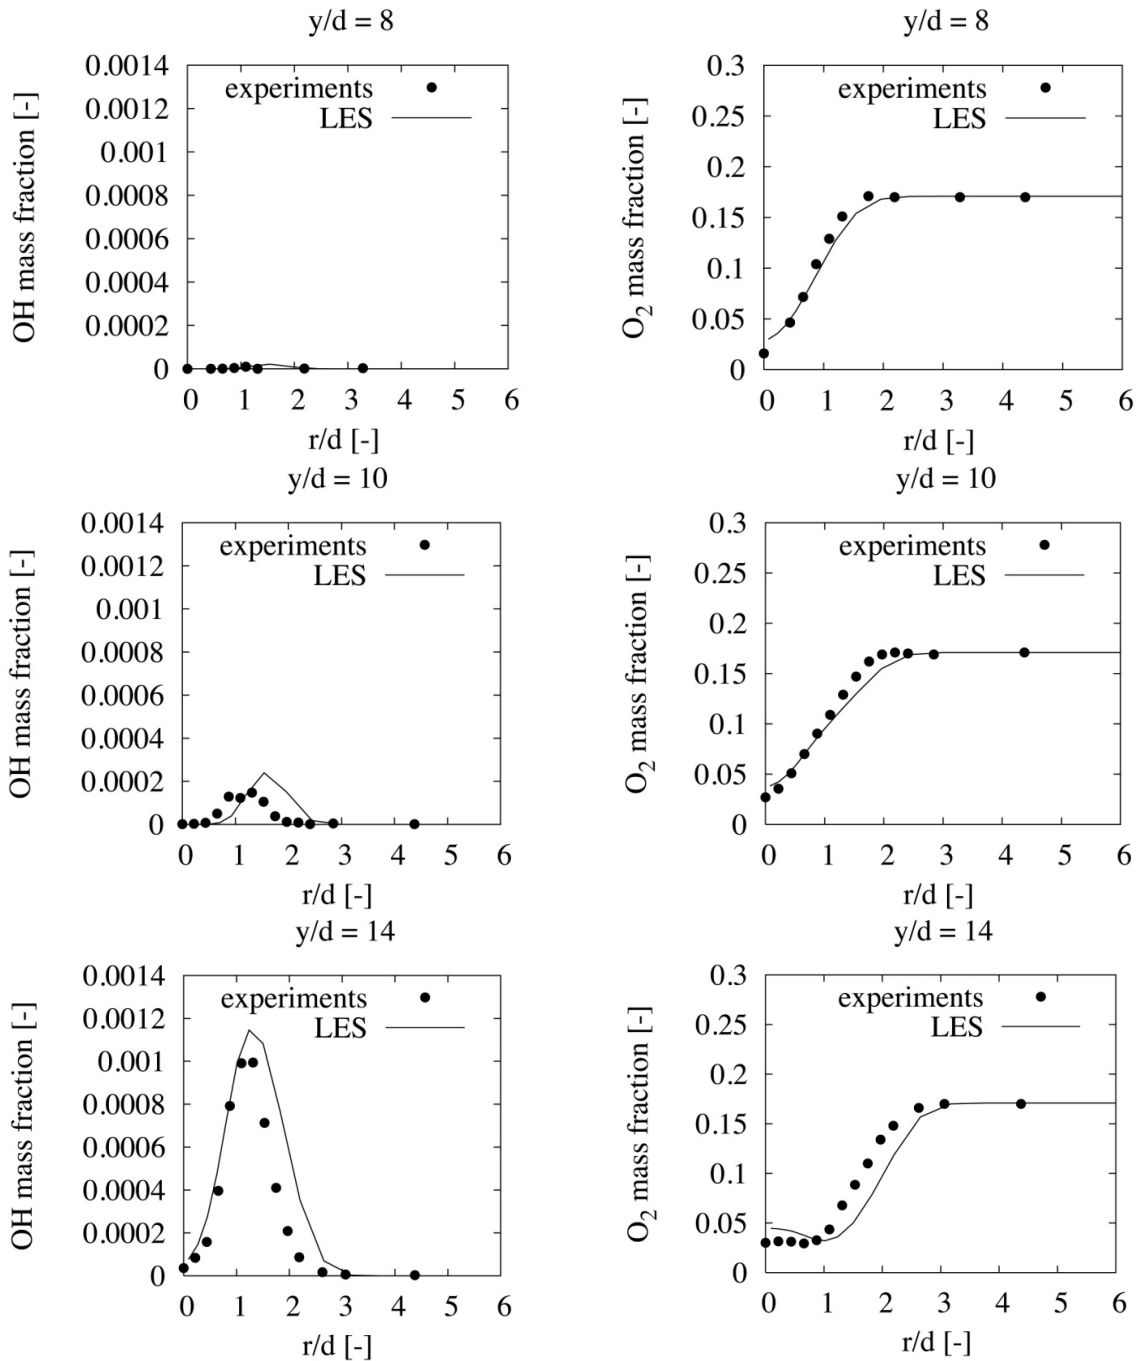 y/d = 8
0.0014
0.0012
0.001
0.0008
0.0006
0.0004
0.0002
0
OH mass fraction [-]
experiments
LES
0 1 2 3 4 5 6
r/d [-]
y/d = 8
0.3
0.25
0.2
0.15
0.1
0.05
0
O2 mass fraction [-]
experiments
LES
0 1 2 3 4 5 6
r/d [-]
y/d = 10
0.0014
0.0012
0.001
0.0008
0.0006
0.0004
0.0002
0
OH mass fraction [-]
experiments
LES
0 1 2 3 4 5 6
r/d [-]
y/d = 10
0.3
0.25
0.2
0.15
0.1
0.05
0
O2 mass fraction [-]
experiments
LES
0 1 2 3 4 5 6
r/d [-]
y/d = 14
0.0014
0.0012
0.001
0.0008
0.0006
0.0004
0.0002
0
OH mass fraction [-]
experiments
LES
0 1 2 3 4 5 6
r/d [-]
y/d = 14
0.3
0.25
0.2
0.15
0.1
0.05
0
O2 mass fraction [-]
experiments
LES
0 1 2 3 4 5 6
r/d [-]